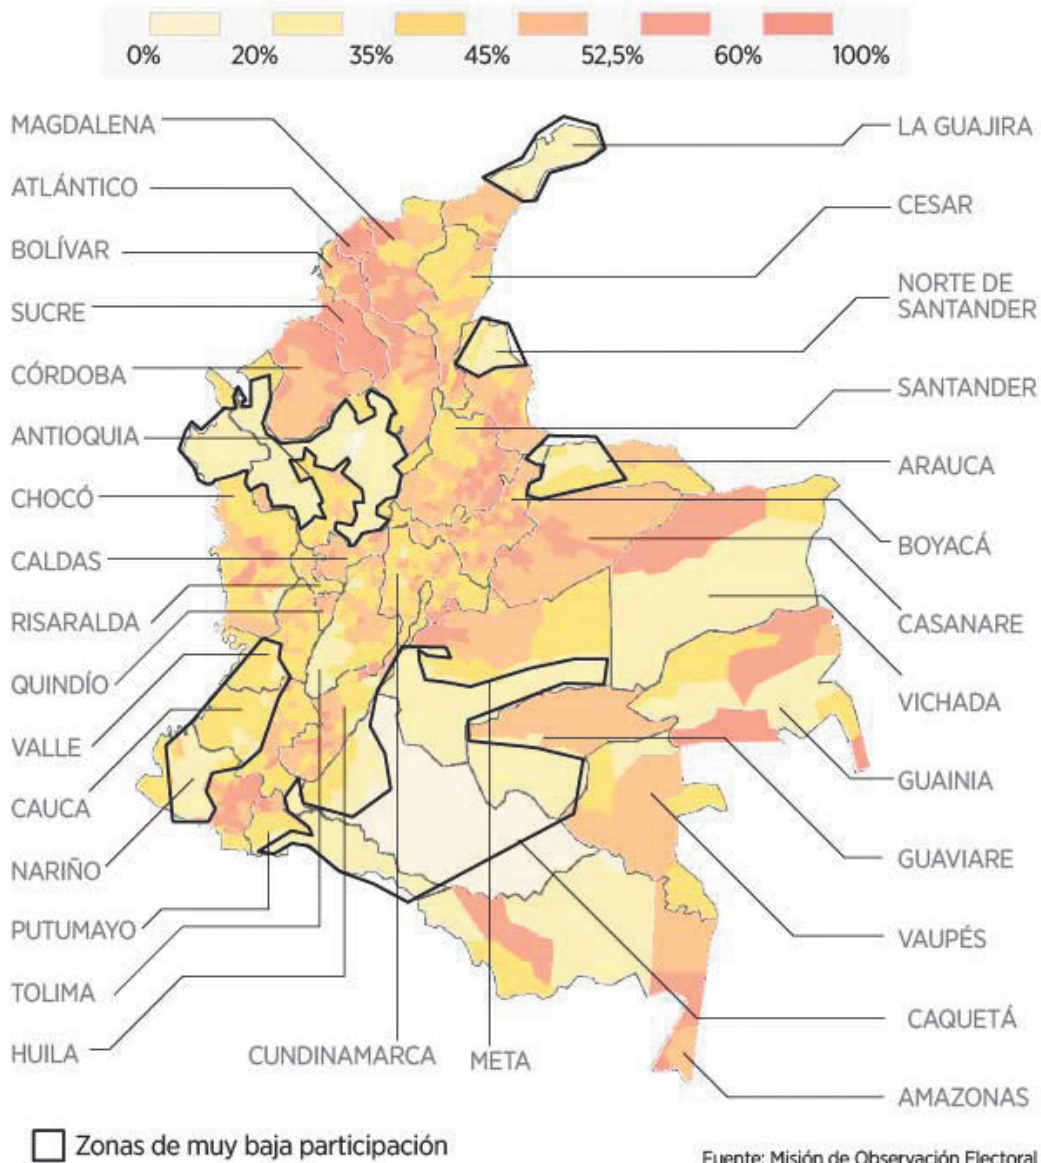 0% 20% 35% 45% 52,5% 60% 100%
MAGDALENA
ATLÁNTICO
BOLÍVAR
SUCRE
CÓRDOBA
ANTIOQUIA
CHOCÓ
CALDAS
RISARALDA
QUINDÍO
VALLE
CAUCA
NARIÑO
PUTUMAYO
TOLIMA
HUILA
CUNDINAMARCA
META
LA GUAJIRA
CESAR
NORTE DE
SANTANDER
SANTANDER
ARAUCA
BOYACÁ
CASANARE
VICHADA
GUAINIA
GUAVIARE
VAUPÉS
CAQUETÁ
AMAZONAS
Zonas de muy baja participación
Fuente: Misión de Observación Electoral